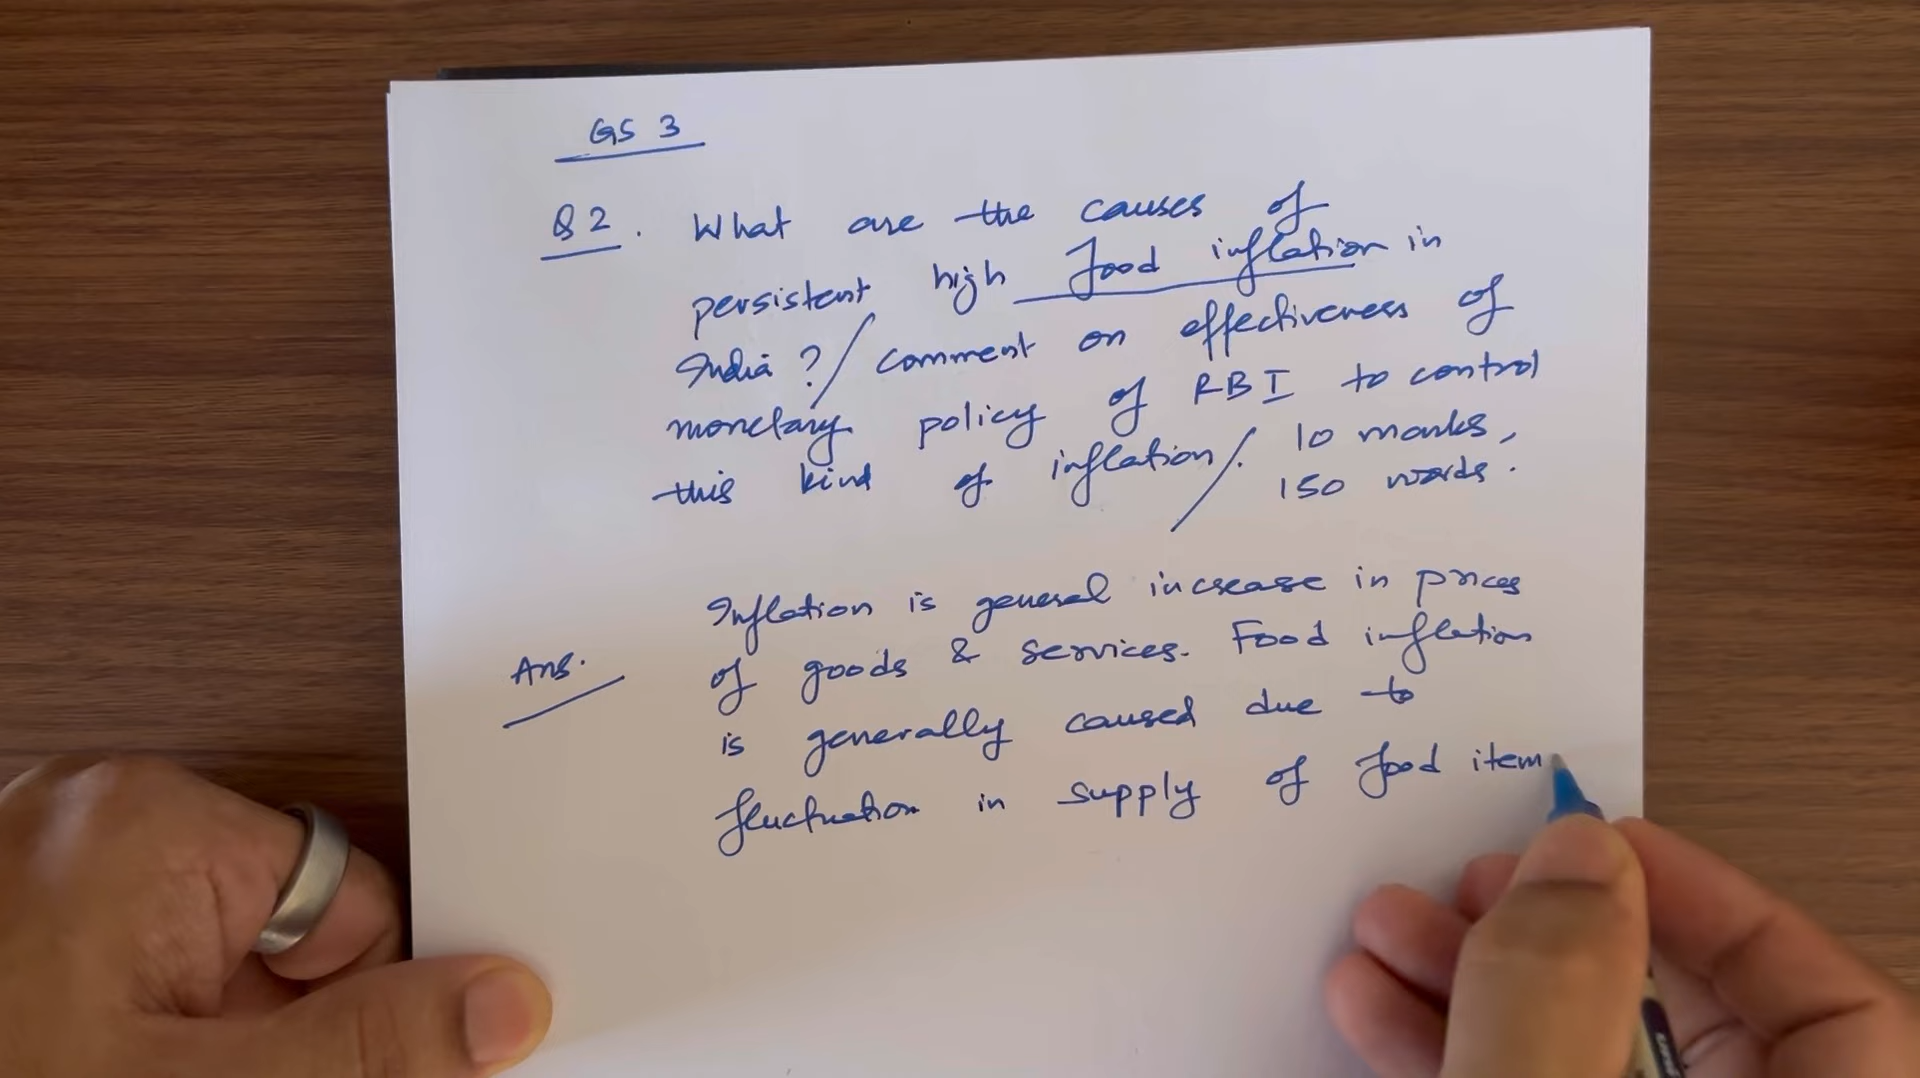 GS 3
Q2. What are the causes of
persistent high food inflation in
India ? / comment on effectiveness of
monetary policy of RBI to control
this kind of inflation /. 10 marks,
150 words.
Ans. Inflation is general increase in prices
of goods & services. Food inflation
is generally caused due to
fluctuation in supply of food item